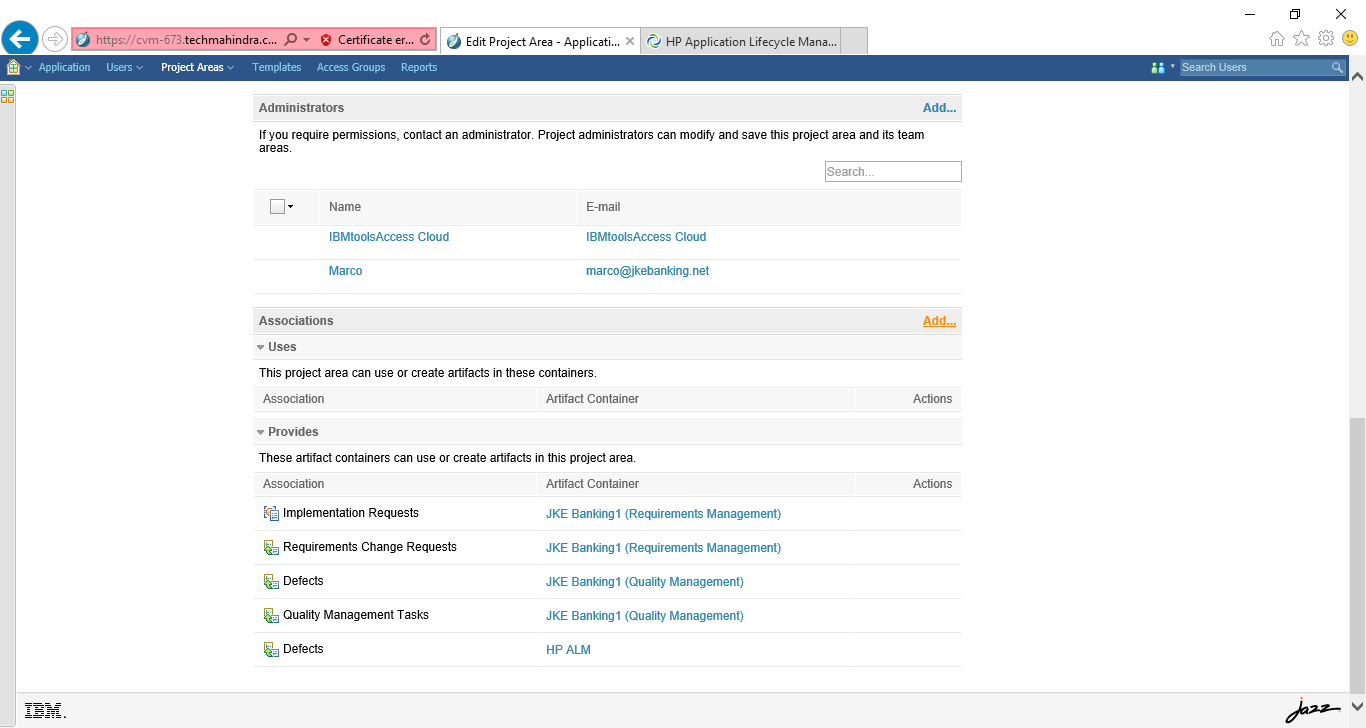 https://cvm-673.techmahindra.c...
Certificate er...
Edit Project Area - Applicati...
HP Application Lifecycle Mana...
Application
Users
Project Areas
Templates
Access Groups
Reports
Search Users
Administrators
Add...
If you require permissions, contact an administrator. Project administrators can modify and save this project area and its team
areas.
Search...
Name
E-mail
IBMtoolsAccess Cloud
IBMtoolsAccess Cloud
Marco
marco@jkebanking.net
Associations
Add...
Uses
This project area can use or create artifacts in these containers.
Association
Artifact Container
Actions
Provides
These artifact containers can use or create artifacts in this project area.
Association
Artifact Container
Actions
Implementation Requests
JKE Banking1 (Requirements Management)
Requirements Change Requests
JKE Banking1 (Requirements Management)
Defects
JKE Banking1 (Quality Management)
Quality Management Tasks
JKE Banking1 (Quality Management)
Defects
HP ALM
IBM.
jazz